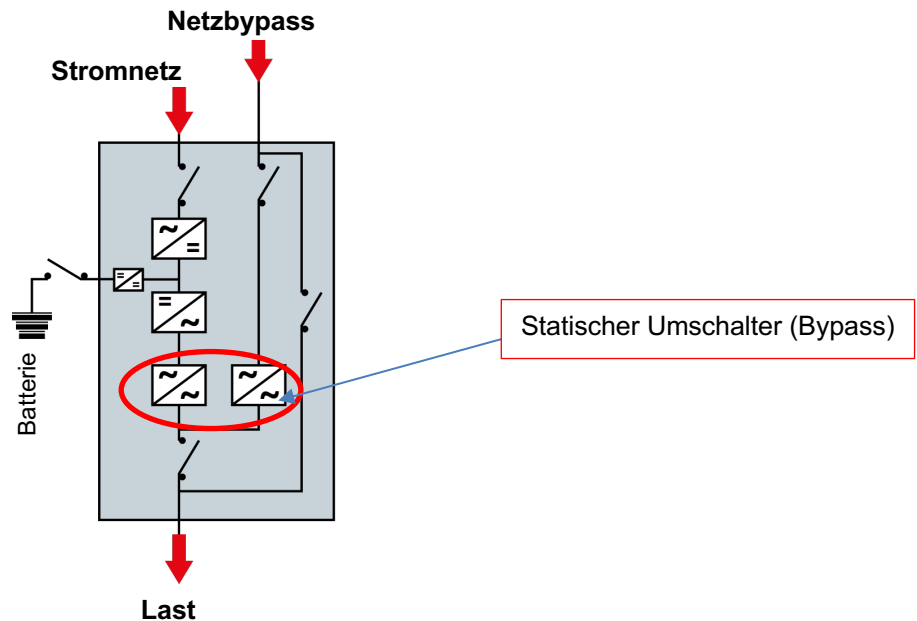 Netzbypass
Stromnetz
Statischer Umschalter (Bypass)
Batterie
Last